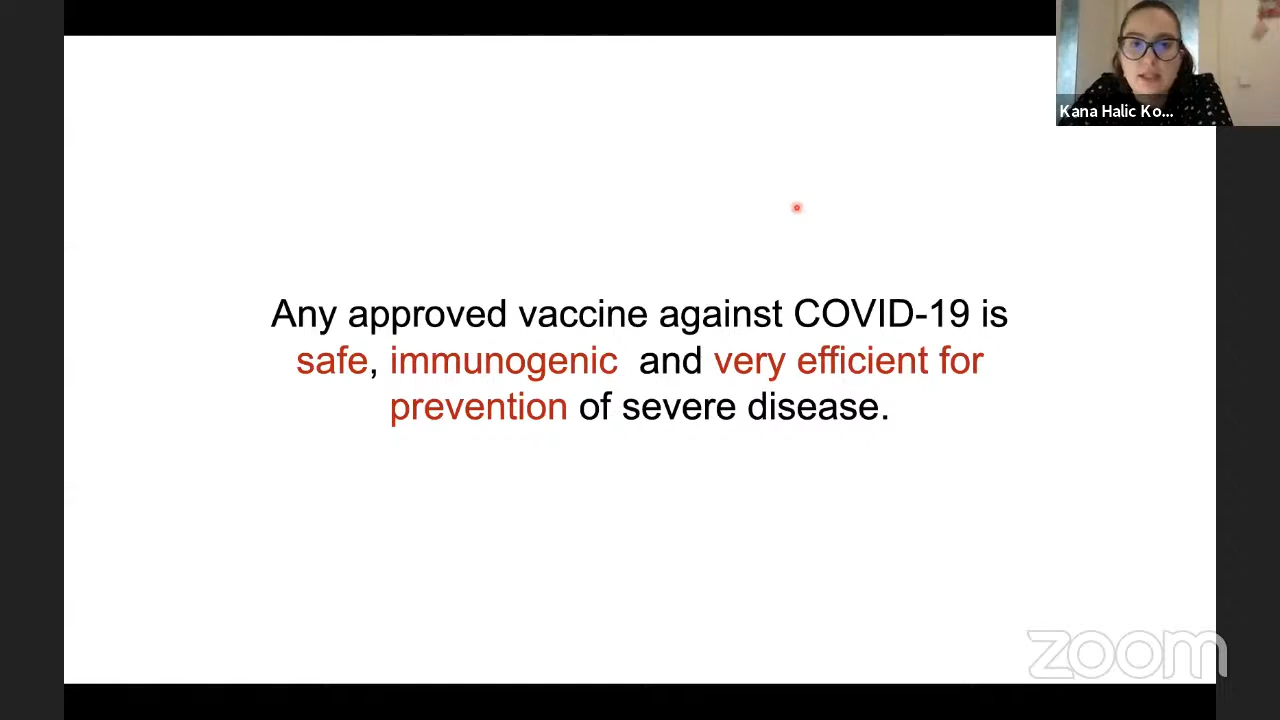 Kana Halic Ko...
Any approved vaccine against COVID-19 is
safe, immunogenic and very efficient for
prevention of severe disease.
zoom